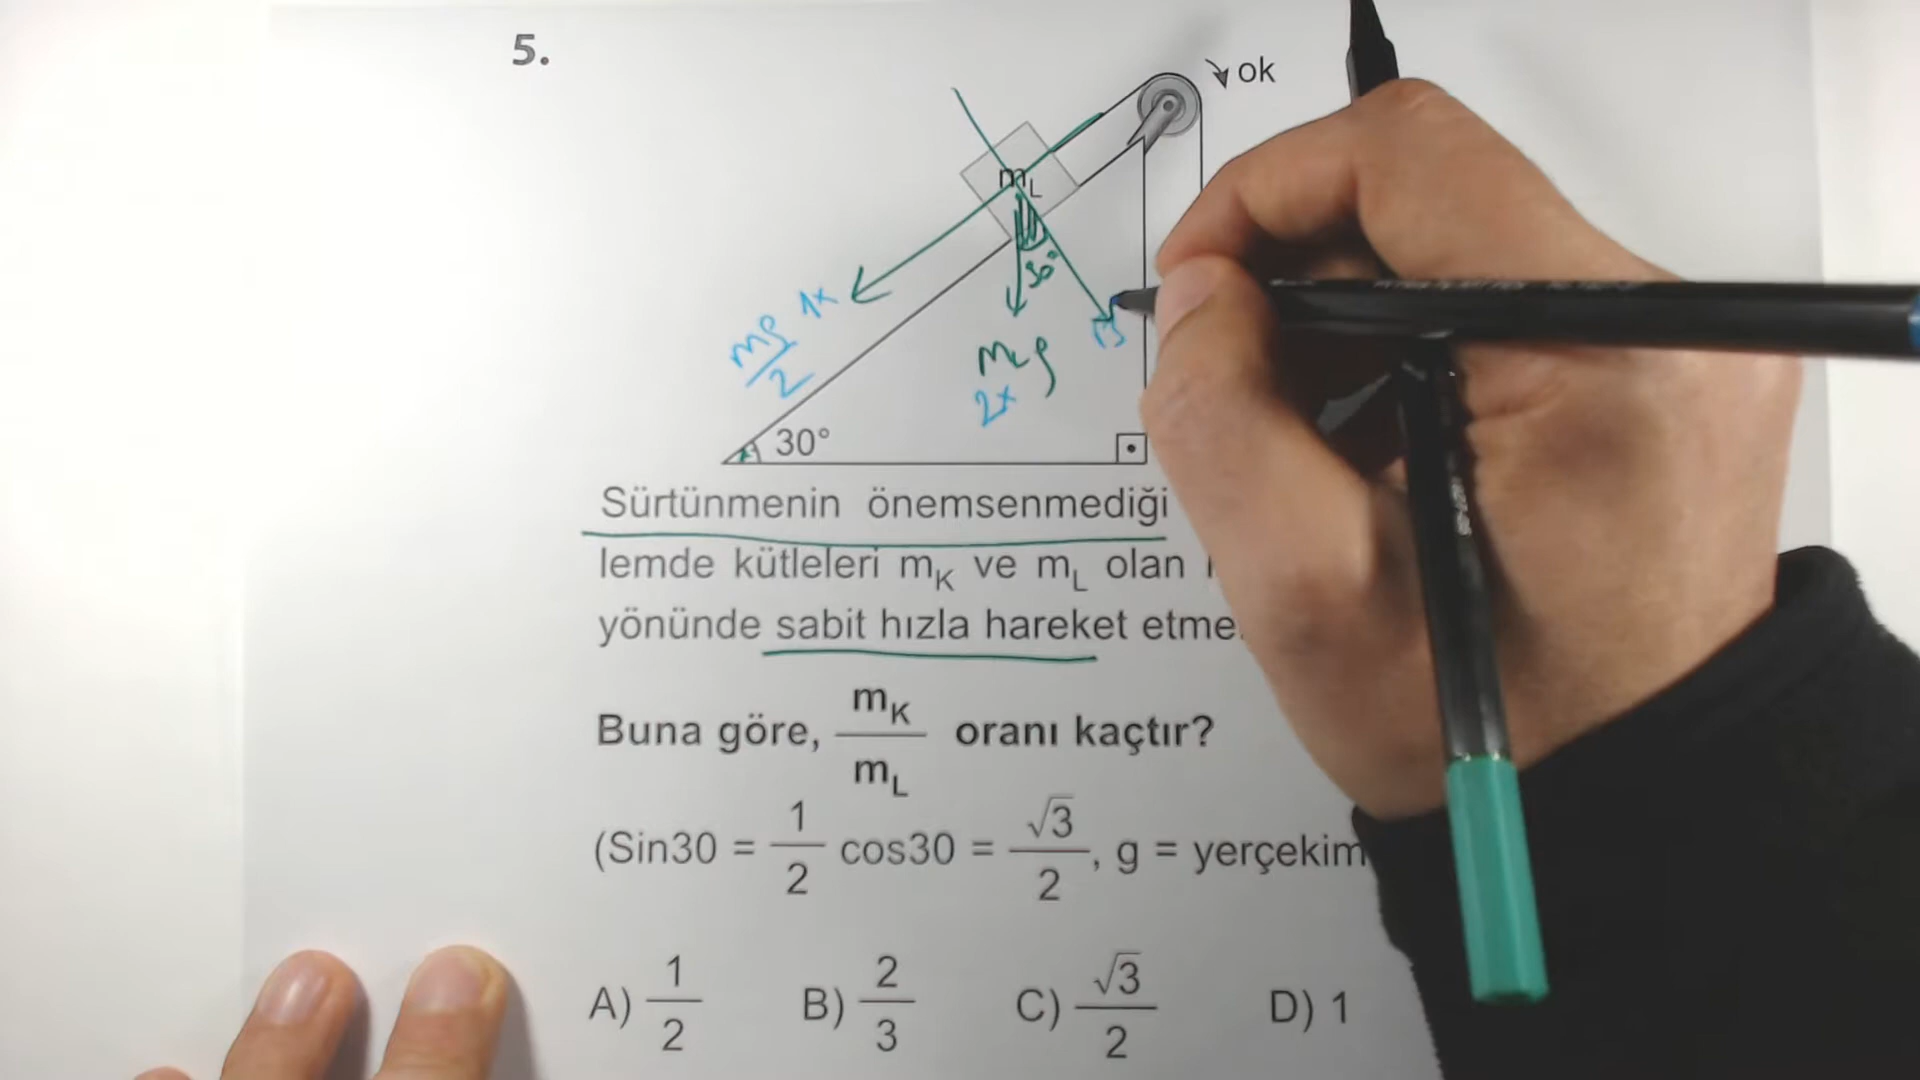 5.
ok
m_L
1x
mg/2
30°
m_L g
2x
30°
Sürtünmenin önemsenmediği
lemde kütleleri m_K ve m_L olan
yönünde sabit hızla hareket etme
Buna göre, m_K/m_L oranı kaçtır?
(Sin30 = 1/2 cos30 = √3/2, g = yerçekim
A) 1/2 B) 2/3 C) √3/2 D) 1